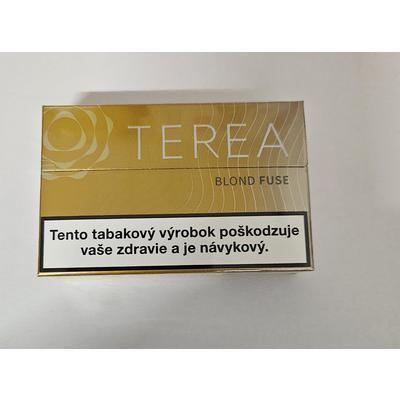 TEREA
BLOND FUSE
Tento tabakový výrobok poškodzuje
vaše zdravie a je návykový.